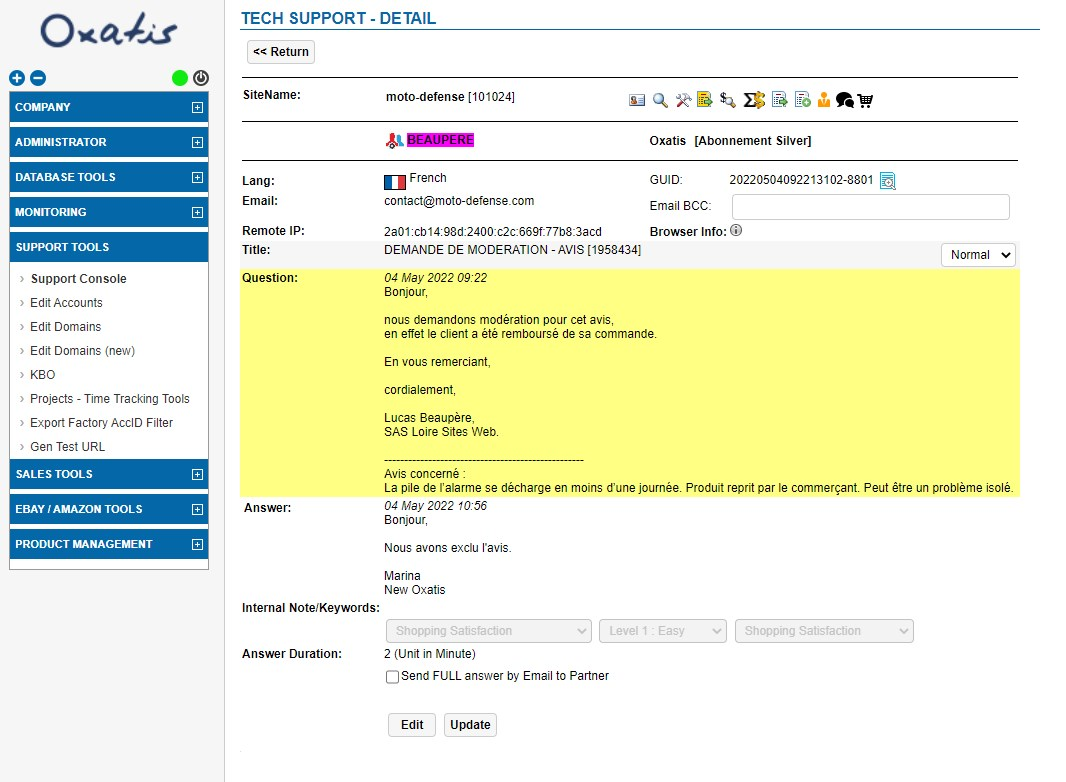 Oxatis
TECH SUPPORT - DETAIL
<< Return
COMPANY
ADMINISTRATOR
DATABASE TOOLS
MONITORING
SUPPORT TOOLS
› Support Console
› Edit Accounts
› Edit Domains
› Edit Domains (new)
› KBO
› Projects - Time Tracking Tools
› Export Factory AccID Filter
› Gen Test URL
SALES TOOLS
EBAY / AMAZON TOOLS
PRODUCT MANAGEMENT
SiteName: moto-defense [101024]
BEAUPERE Oxatis [Abonnement Silver]
Lang: French GUID: 20220504092213102-8801
Email: contact@moto-defense.com Email BCC:
Remote IP: 2a01:cb14:98d:2400:c2c:669f:77b8:3acd Browser Info:
Title: DEMANDE DE MODERATION - AVIS [1958434] Normal
Question: 04 May 2022 09:22
Bonjour,
nous demandons modération pour cet avis,
en effet le client a été remboursé de sa commande.
En vous remerciant,
cordialement,
Lucas Beaupère,
SAS Loire Sites Web.
--------------------------------------------------
Avis concerné :
La pile de l’alarme se décharge en moins d’une journée. Produit reprit par le commerçant. Peut être un problème isolé.
Answer: 04 May 2022 10:56
Bonjour,
Nous avons exclu l'avis.
Marina
New Oxatis
Internal Note/Keywords:
Shopping Satisfaction Level 1 : Easy Shopping Satisfaction
Answer Duration: 2 (Unit in Minute)
Send FULL answer by Email to Partner
Edit Update